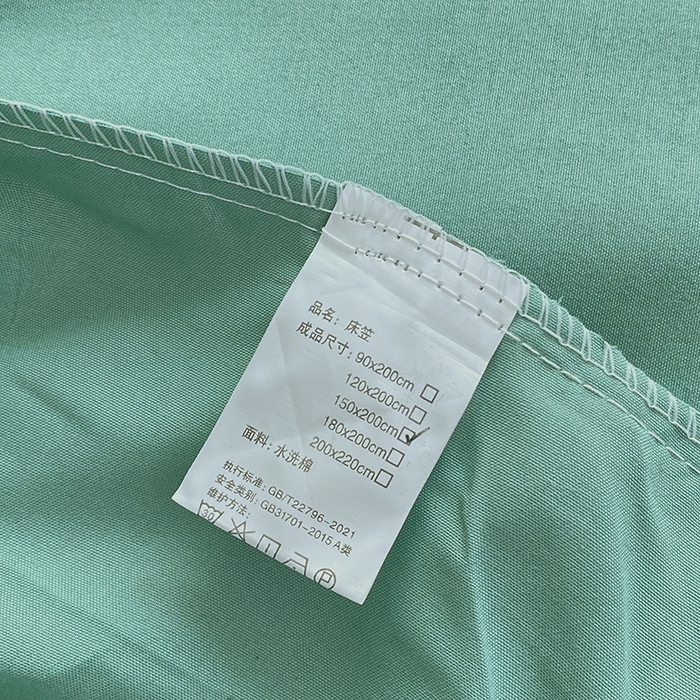 品名：床笠
成品尺寸：90x200cm
120x200cm
150x200cm
180x200cm
200x220cm
面料：水洗棉
执行标准：GB/T22796-2021
安全类别：GB31701-2015 A类
维护方法：
30
P